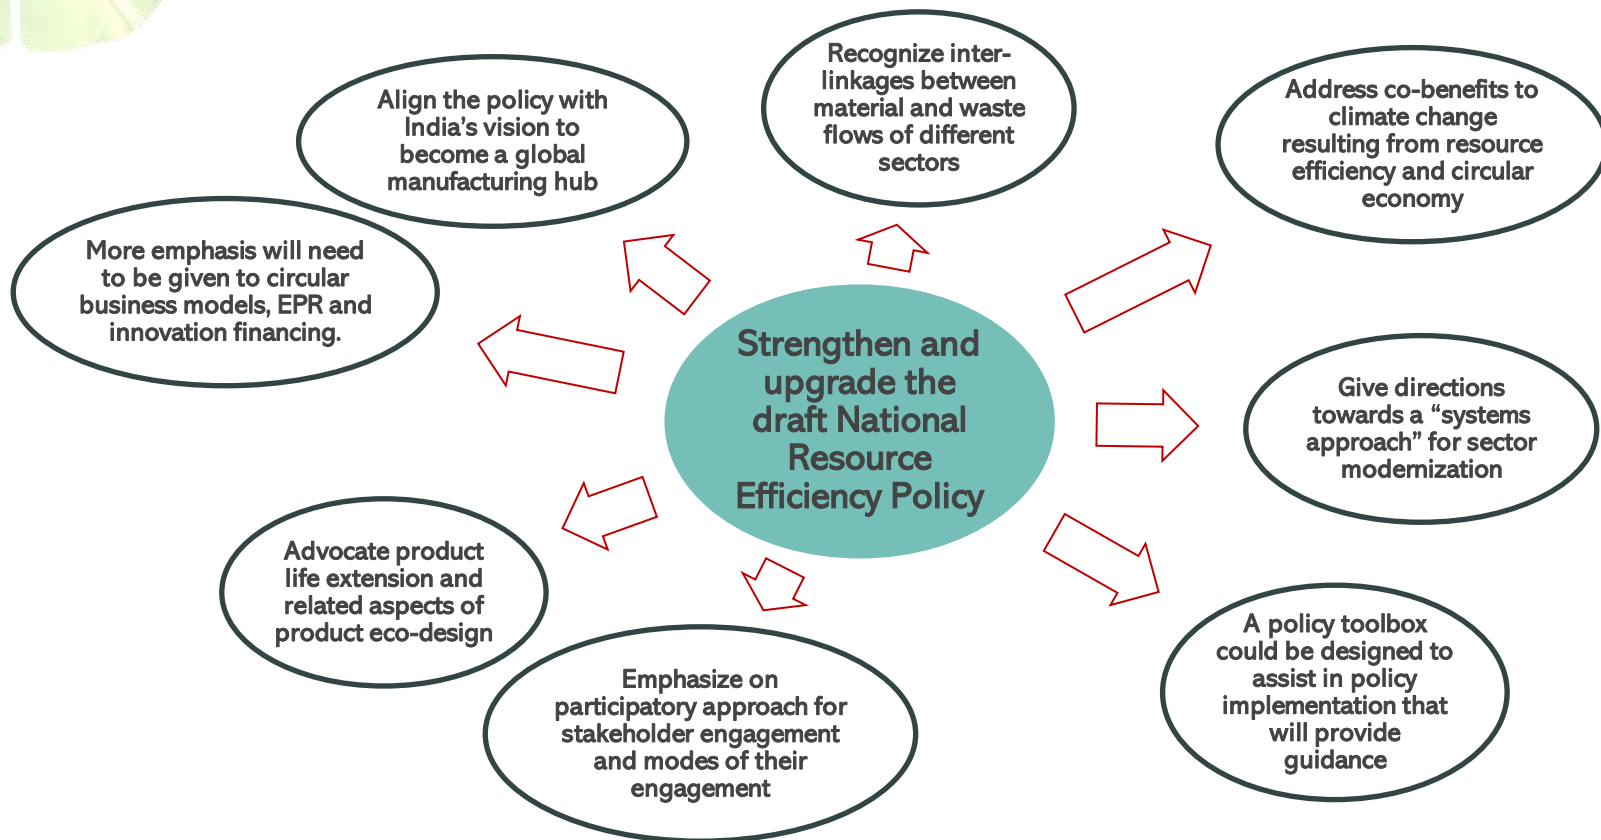 Recognize inter-
linkages between
material and waste
flows of different
sectors
Address co-benefits to
climate change
resulting from resource
efficiency and circular
economy
Align the policy with
India’s vision to
become a global
manufacturing hub
More emphasis will need
to be given to circular
business models, EPR and
innovation financing.
Strengthen and
upgrade the
draft National
Resource
Efficiency Policy
Give directions
towards a “systems
approach” for sector
modernization
Advocate product
life extension and
related aspects of
product eco-design
Emphasize on
participatory approach for
stakeholder engagement
and modes of their
engagement
A policy toolbox
could be designed to
assist in policy
implementation that
will provide
guidance